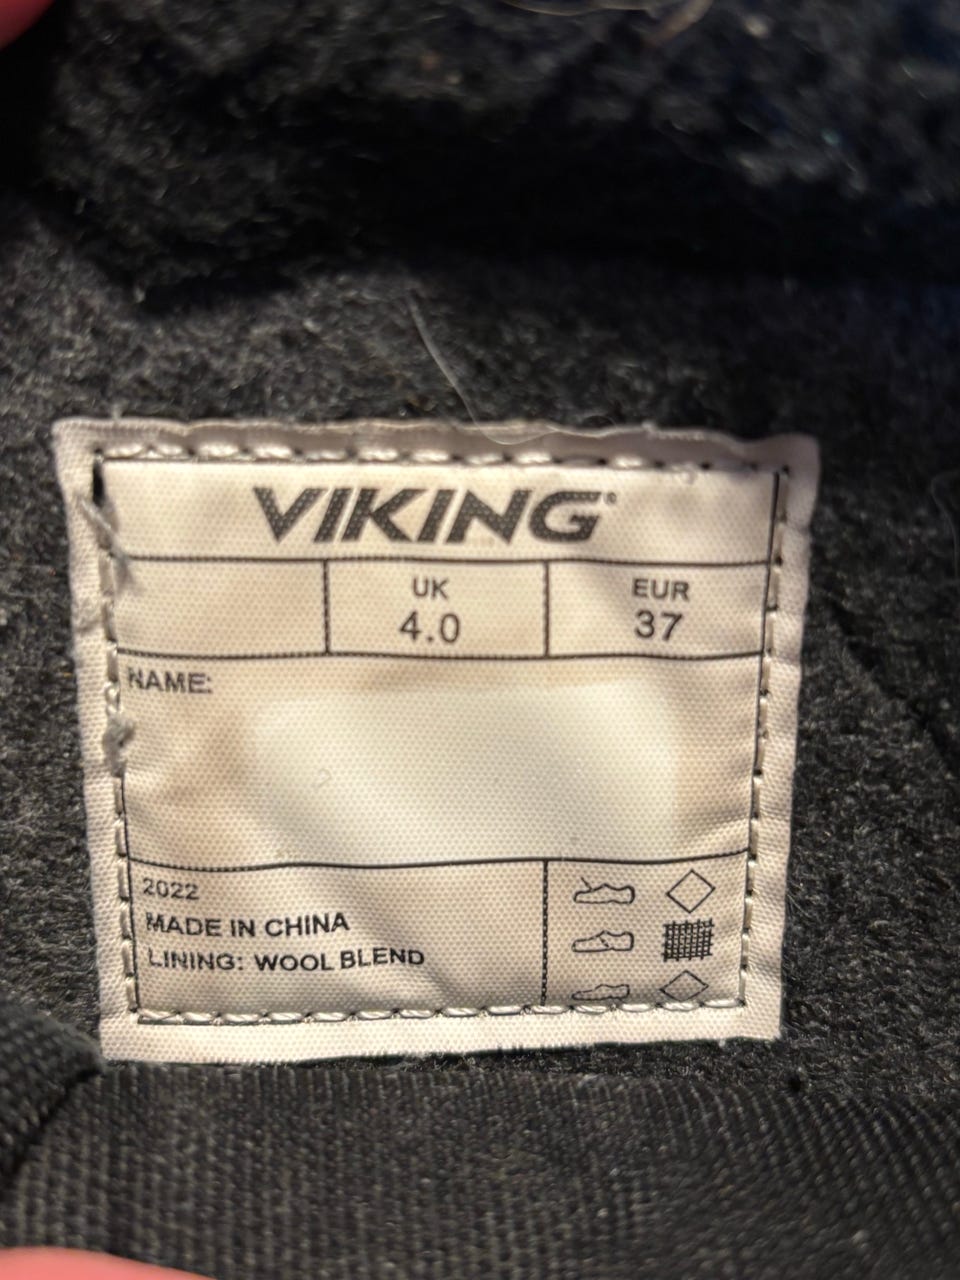 VIKING®
UK EUR
4.0 37
NAME:
2022
MADE IN CHINA
LINING: WOOL BLEND